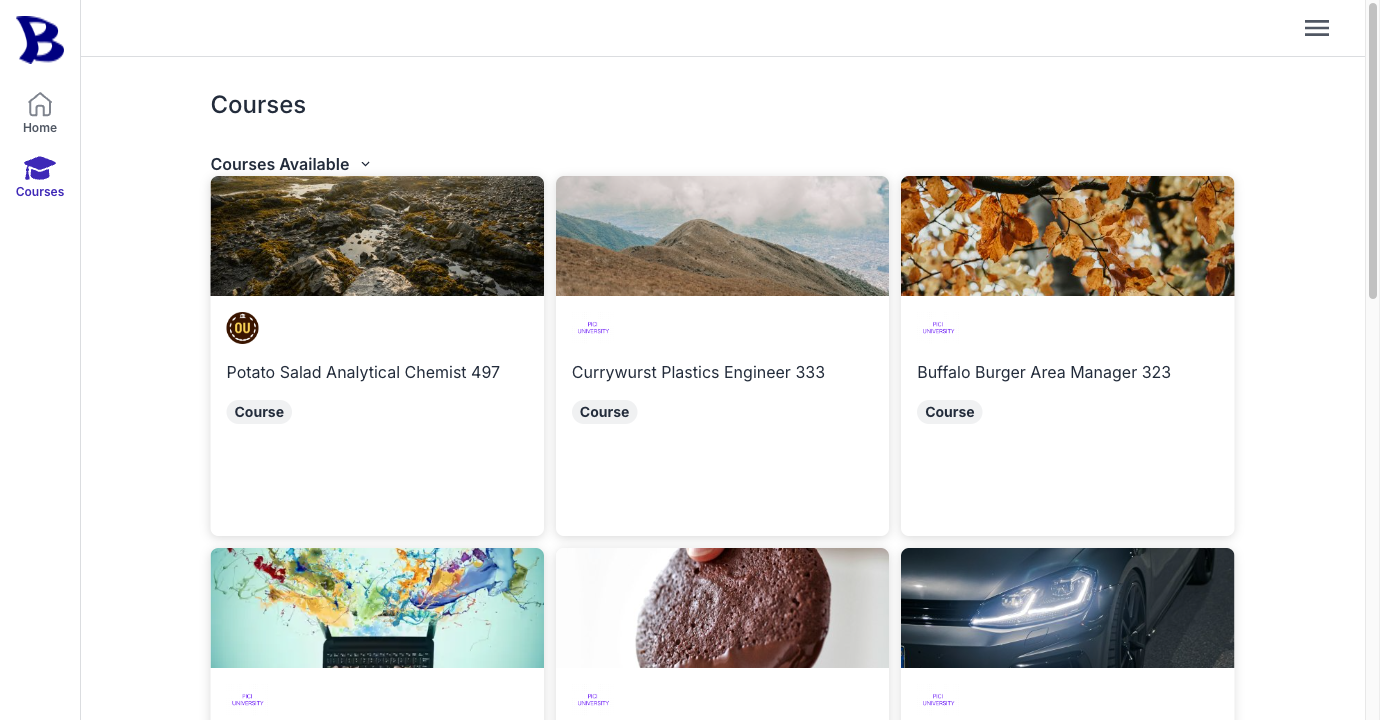 B
Home
Courses
Courses
Courses Available
OU
PICI
UNIVERSITY
PICI
UNIVERSITY
Potato Salad Analytical Chemist 497
Currywurst Plastics Engineer 333
Buffalo Burger Area Manager 323
Course
Course
Course
PICI
UNIVERSITY
PICI
UNIVERSITY
PICI
UNIVERSITY